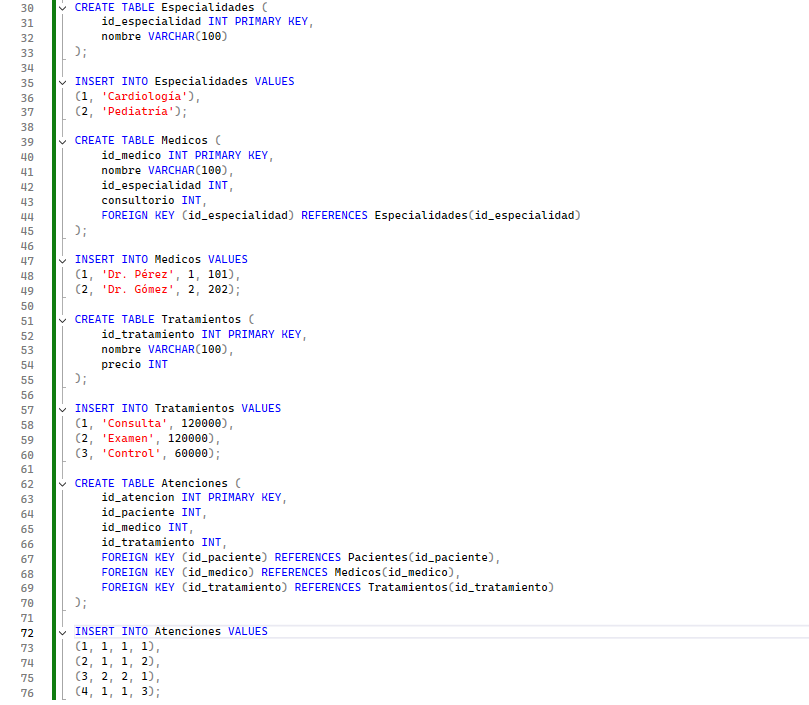 30 CREATE TABLE Especialidades (
31 id_especialidad INT PRIMARY KEY,
32 nombre VARCHAR(100)
33 );
34
35 INSERT INTO Especialidades VALUES
36 (1, 'Cardiología'),
37 (2, 'Pediatría');
38
39 CREATE TABLE Medicos (
40 id_medico INT PRIMARY KEY,
41 nombre VARCHAR(100),
42 id_especialidad INT,
43 consultorio INT,
44 FOREIGN KEY (id_especialidad) REFERENCES Especialidades(id_especialidad)
45 );
46
47 INSERT INTO Medicos VALUES
48 (1, 'Dr. Pérez', 1, 101),
49 (2, 'Dr. Gómez', 2, 202);
50
51 CREATE TABLE Tratamientos (
52 id_tratamiento INT PRIMARY KEY,
53 nombre VARCHAR(100),
54 precio INT
55 );
56
57 INSERT INTO Tratamientos VALUES
58 (1, 'Consulta', 120000),
59 (2, 'Examen', 120000),
60 (3, 'Control', 60000);
61
62 CREATE TABLE Atenciones (
63 id_atencion INT PRIMARY KEY,
64 id_paciente INT,
65 id_medico INT,
66 id_tratamiento INT,
67 FOREIGN KEY (id_paciente) REFERENCES Pacientes(id_paciente),
68 FOREIGN KEY (id_medico) REFERENCES Medicos(id_medico),
69 FOREIGN KEY (id_tratamiento) REFERENCES Tratamientos(id_tratamiento)
70 );
71
72 INSERT INTO Atenciones VALUES
73 (1, 1, 1, 1),
74 (2, 1, 1, 2),
75 (3, 2, 2, 1),
76 (4, 1, 1, 3);